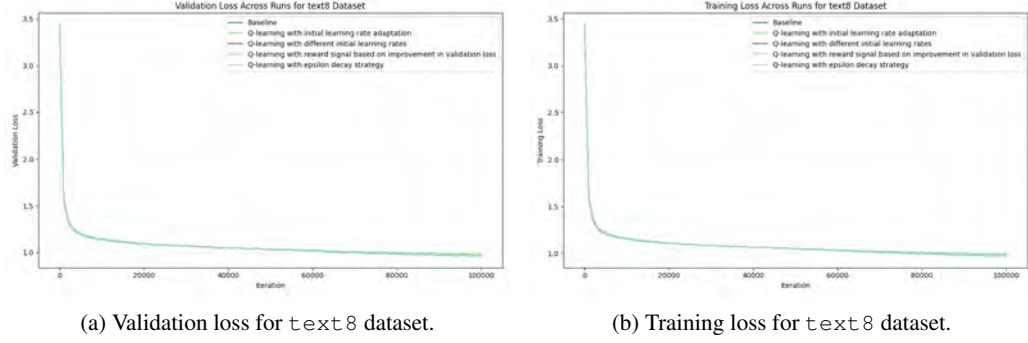 Validation Loss Across Runs for text8 Dataset
Baseline
Q-learning with initial learning rate adaptation
Q-learning with different initial learning rates
Q-learning with reward signal based on improvement in validation loss
Q-learning with epsilon decay strategy
3.5
3.0
2.5
2.0
1.5
1.0
Validation Loss
0
20000
40000
60000
80000
100000
Iteration
(a) Validation loss for text8 dataset.
Training Loss Across Runs for text8 Dataset
Baseline
Q-learning with initial learning rate adaptation
Q-learning with different initial learning rates
Q-learning with reward signal based on improvement in validation loss
Q-learning with epsilon decay strategy
3.5
3.0
2.5
2.0
1.5
1.0
Training Loss
0
20000
40000
60000
80000
100000
Iteration
(b) Training loss for text8 dataset.